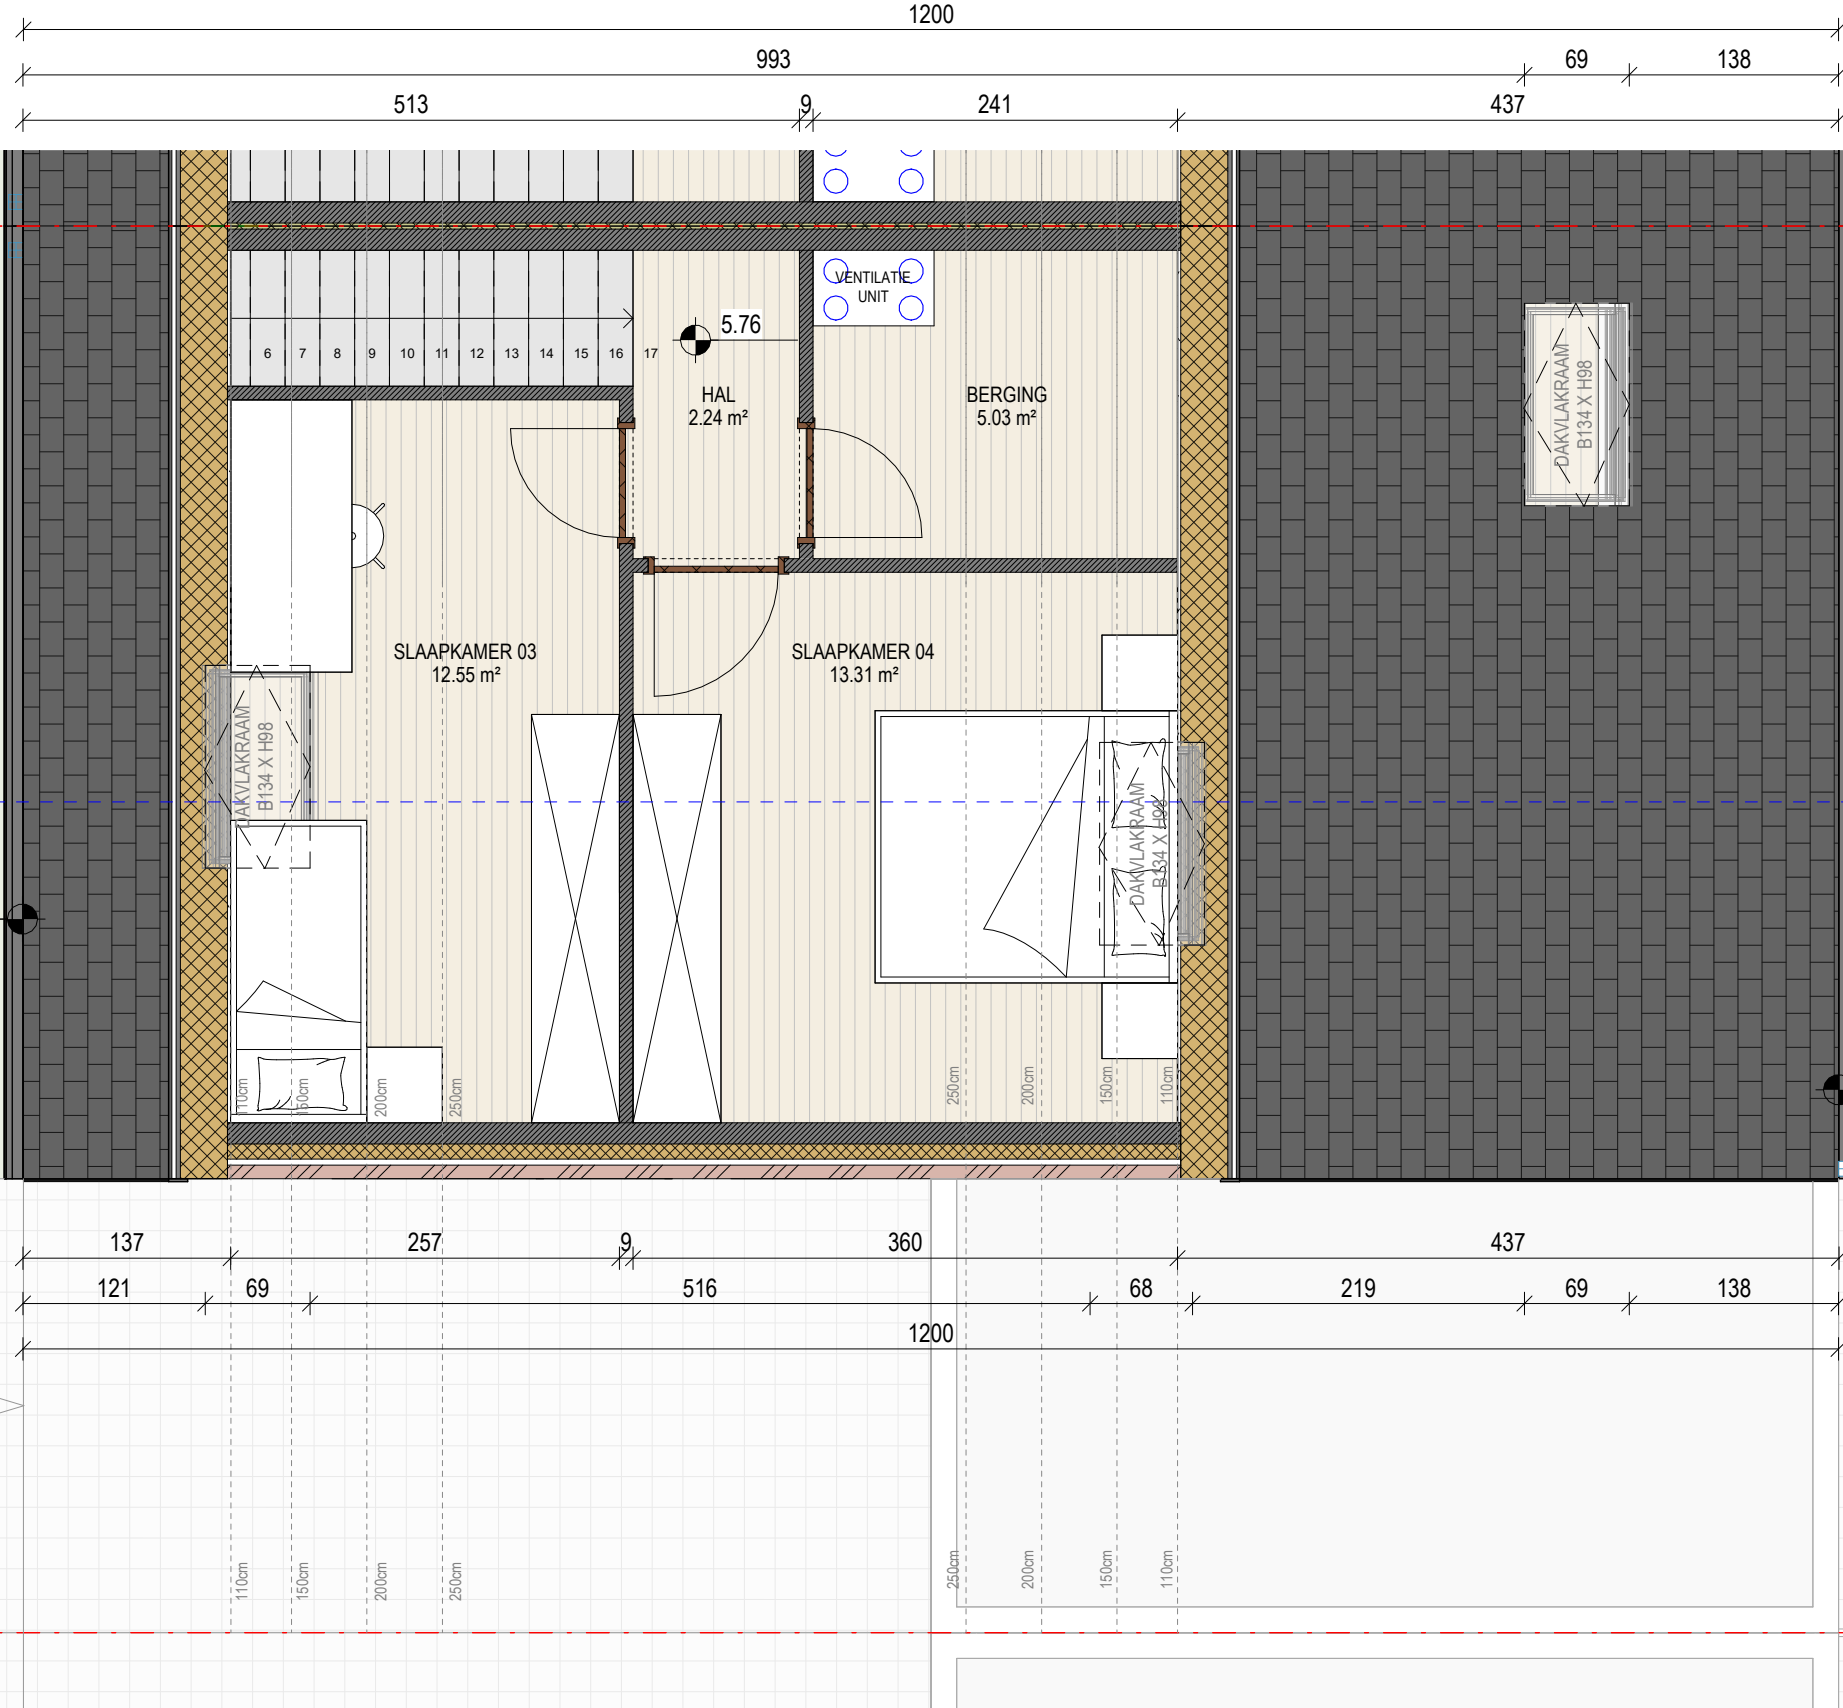 1200
993
69
138
513
9
241
437
VENTILATIE
UNIT
5.76
6
7
8
9
10
11
12
13
14
15
16
17
HAL
2.24 m²
BERGING
5.03 m²
DAKVLAKRAAM
B134 X H98
SLAAPKAMER 03
12.55 m²
SLAAPKAMER 04
13.31 m²
DAKVLAKRAAM
B134 X H98
DAKVLAKRAAM
B134 X H98
110cm
150cm
200cm
250cm
250cm
200cm
150cm
110cm
137
257
9
360
437
121
69
516
68
219
69
138
1200
110cm
150cm
200cm
250cm
250cm
200cm
150cm
110cm